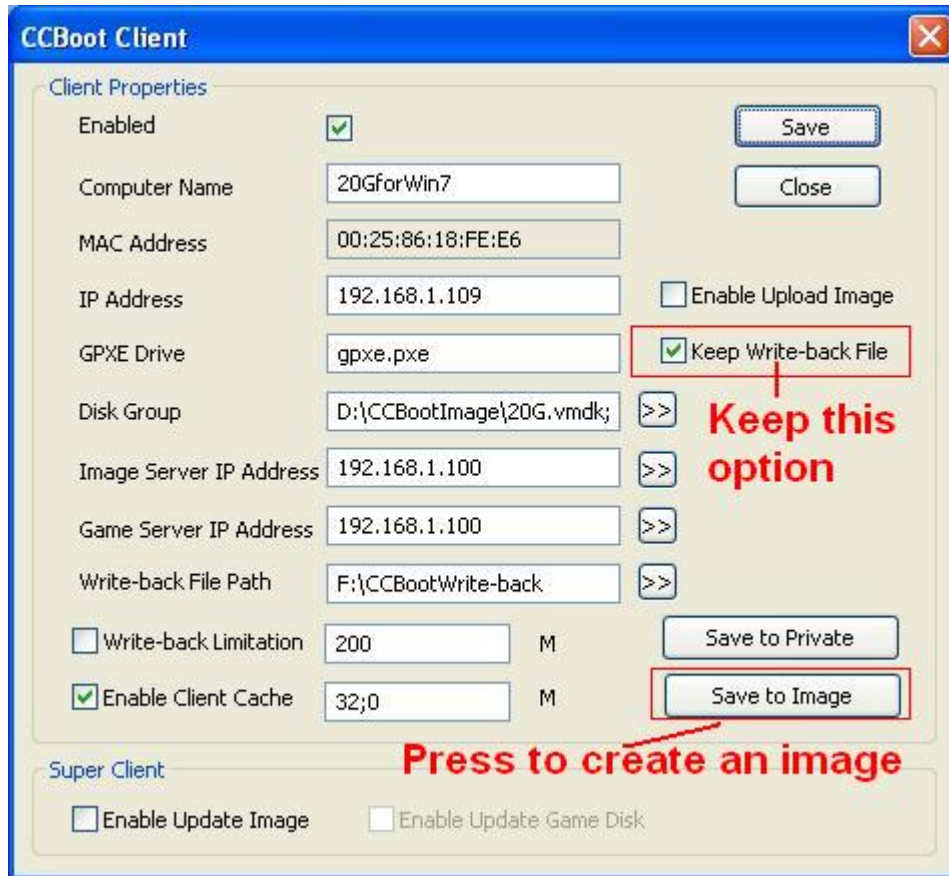 CCBoot Client
Client Properties
Enabled
Save
Computer Name 20GforWin7
Close
MAC Address 00:25:86:18:FE:E6
IP Address 192.168.1.109
Enable Upload Image
GPXE Drive gpxe.pxe
Keep Write-back File
Disk Group D:\CCBootImage\20G.vmdk; >>
Keep this
option
Image Server IP Address 192.168.1.100 >>
Game Server IP Address 192.168.1.100 >>
Write-back File Path F:\CCBootWrite-back >>
Write-back Limitation 200 M
Save to Private
Enable Client Cache 32;0 M
Save to Image
Press to create an image
Super Client
Enable Update Image
Enable Update Game Disk